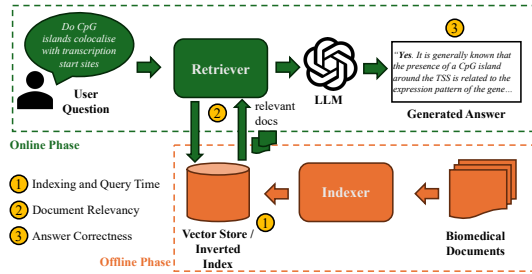 Do CpG
islands colocalise
with transcription
start sites
User
Question
Retriever
LLM
3
"Yes. It is generally known that
the presence of a CpG island
around the TSS is related to the
expression pattern of the gene…
Generated Answer
2
relevant
docs
Online Phase
1 Indexing and Query Time
2 Document Relevancy
3 Answer Correctness
Vector Store /
Inverted
Index
1
Indexer
Biomedical
Documents
Offline Phase